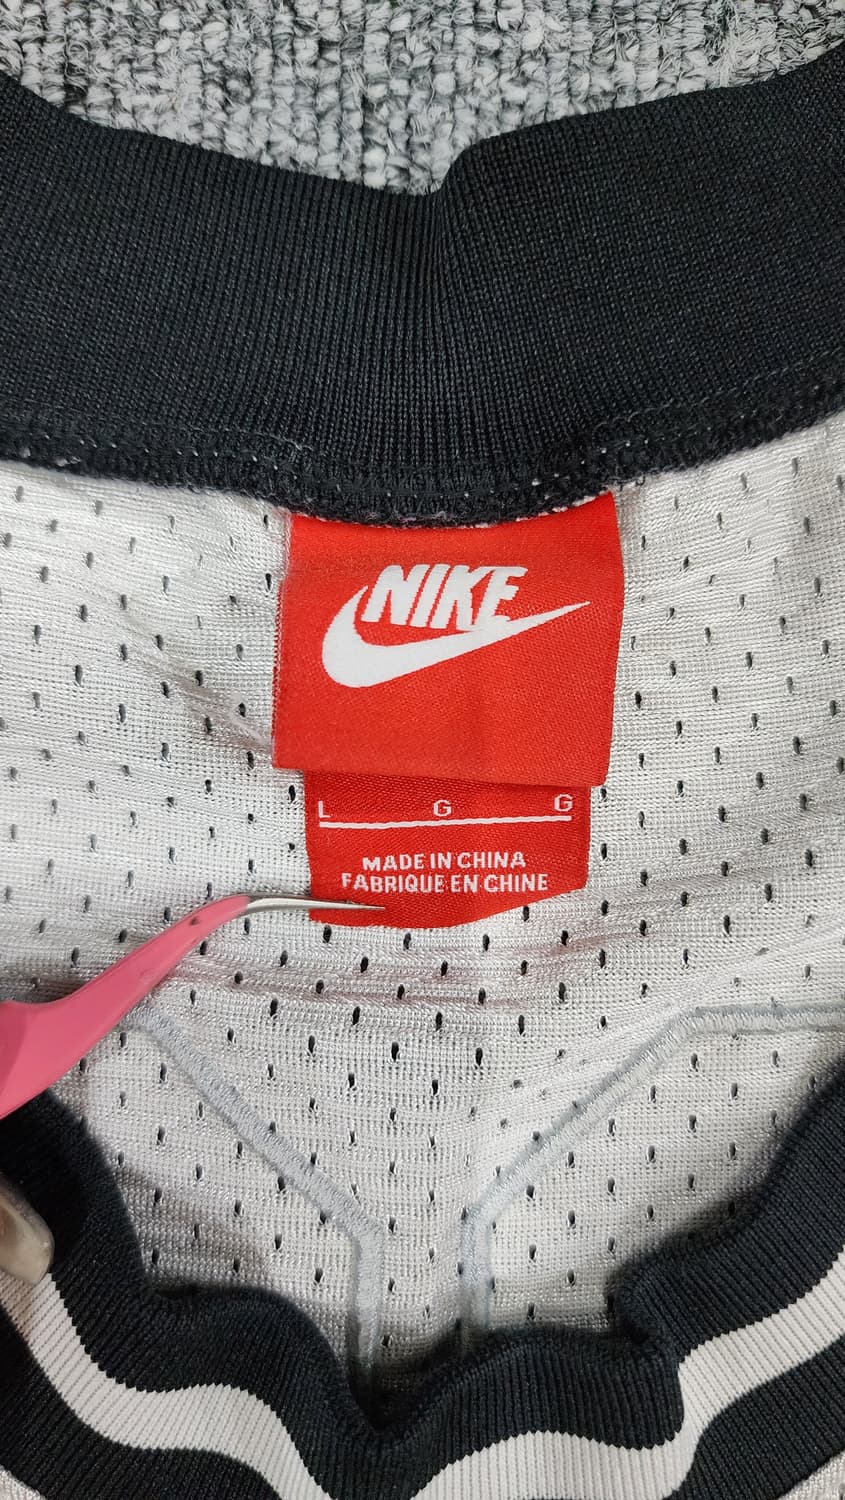 NIKE
L G G
MADE IN CHINA
FABRIQUE EN CHINE